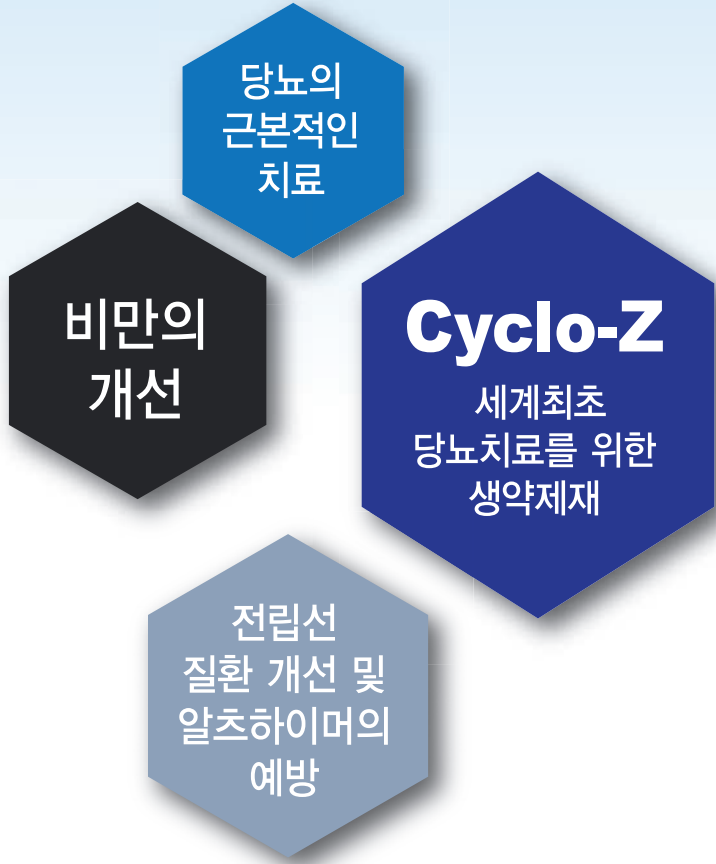 당뇨의
근본적인
치료
비만의
개선
Cyclo-Z
세계최초
당뇨치료를 위한
생약제재
전립선
질환 개선 및
알츠하이머의
예방